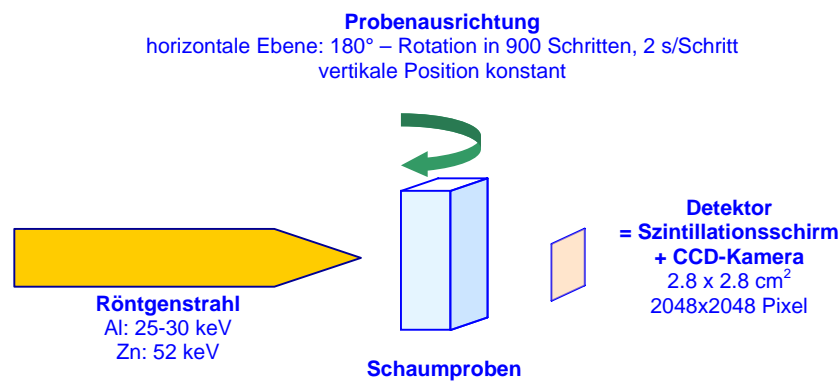 Probenausrichtung
horizontale Ebene: 180° – Rotation in 900 Schritten, 2 s/Schritt
vertikale Position konstant
Röntgenstrahl
Al: 25-30 keV
Zn: 52 keV
Schaumproben
Detektor
= Szintillationsschirm
+ CCD-Kamera
2.8 x 2.8 cm²
2048x2048 Pixel